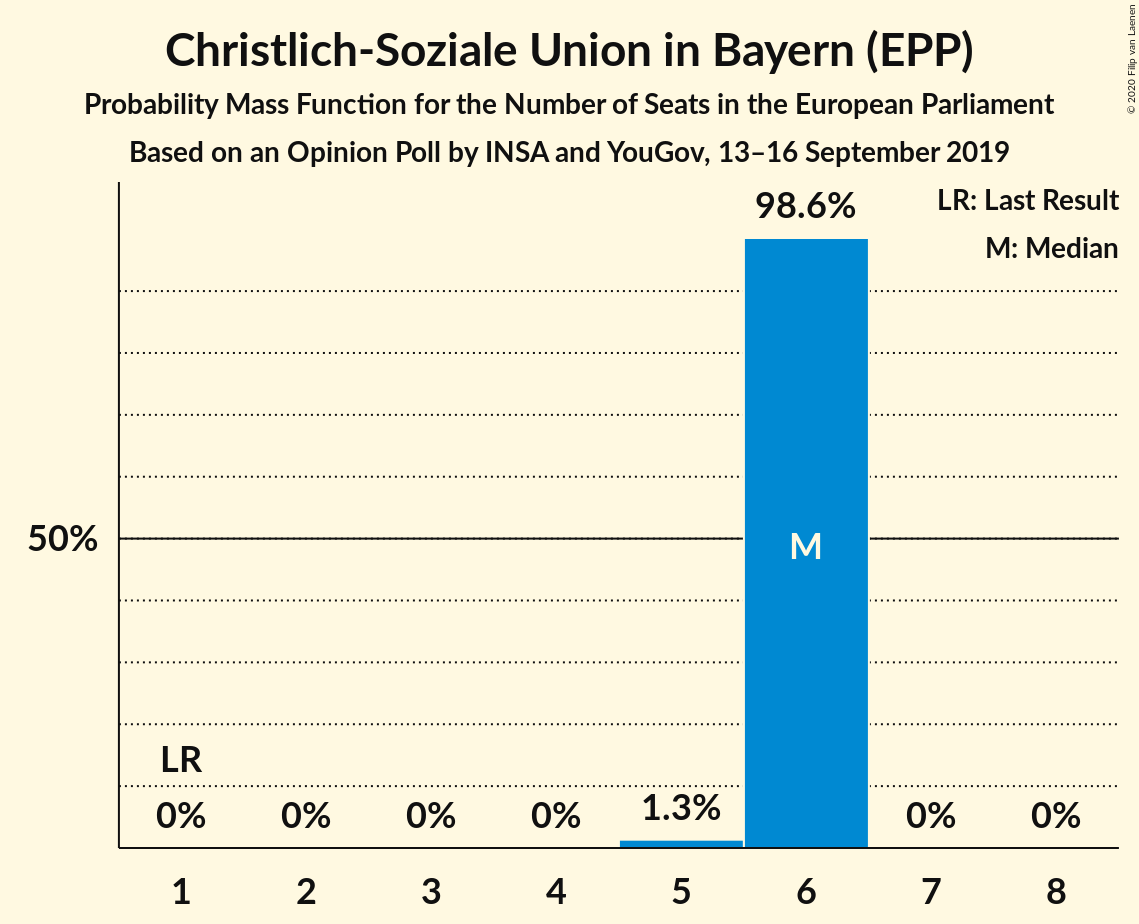 Christlich-Soziale Union in Bayern (EPP)
Probability Mass Function for the Number of Seats in the European Parliament
Based on an Opinion Poll by INSA and YouGov, 13–16 September 2019
© 2020 Filip van Laenen
98.6%
LR: Last Result
M: Median
50%
M
LR
0% 0% 0% 0% 1.3% 0% 0%
1 2 3 4 5 6 7 8